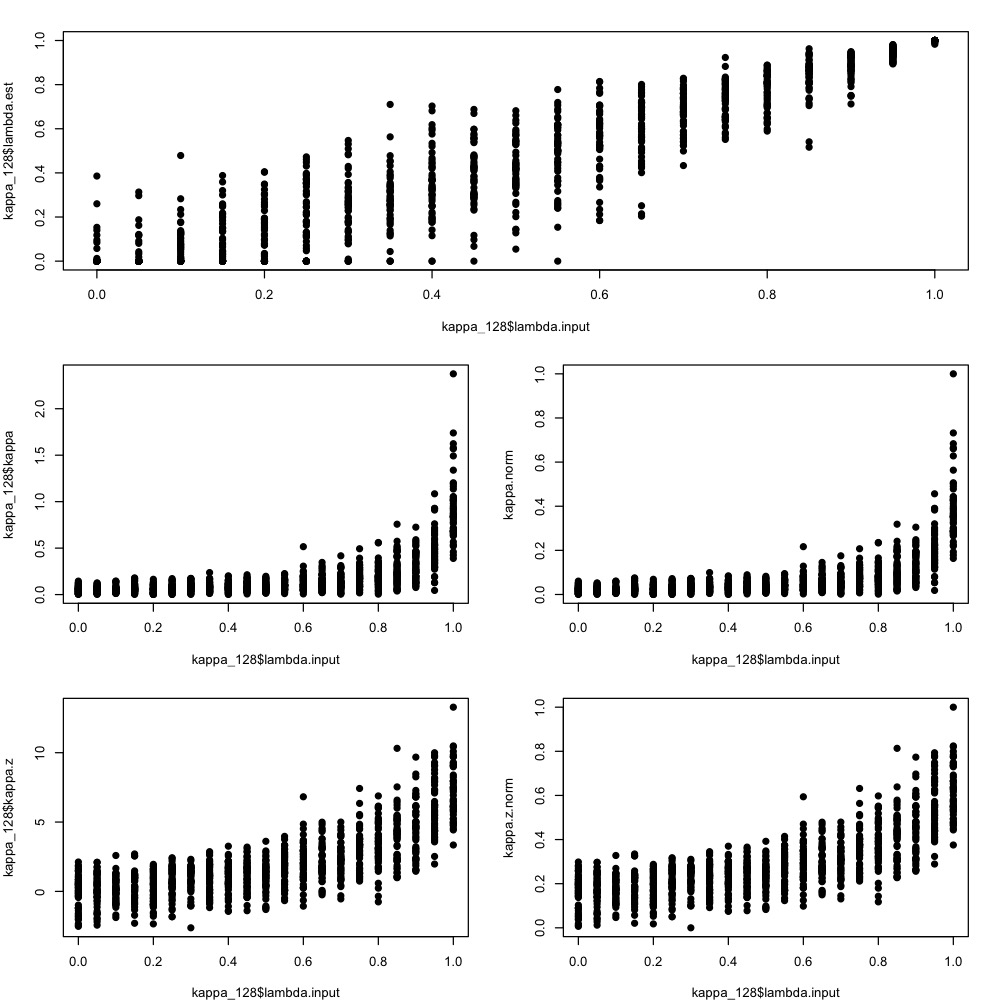 kappa_128$lambda.est
1.0
0.8
0.6
0.4
0.2
0.0
0.0 0.2 0.4 0.6 0.8 1.0
kappa_128$lambda.input
kappa_128$kappa
2.0
1.5
1.0
0.5
0.0
0.0 0.2 0.4 0.6 0.8 1.0
kappa_128$lambda.input
kappa.norm
1.0
0.8
0.6
0.4
0.2
0.0
0.0 0.2 0.4 0.6 0.8 1.0
kappa_128$lambda.input
kappa_128$kappa.z
10
5
0
0.0 0.2 0.4 0.6 0.8 1.0
kappa_128$lambda.input
kappa.z.norm
1.0
0.8
0.6
0.4
0.2
0.0
0.0 0.2 0.4 0.6 0.8 1.0
kappa_128$lambda.input